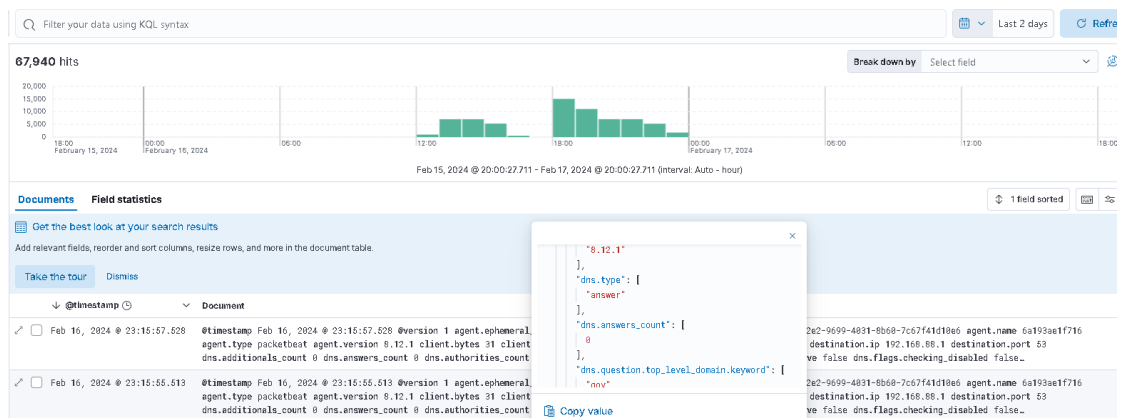 Filter your data using KQL syntax
Last 2 days
Refre
67,940 hits
Break down by
Select field
20,000
15,000
10,000
5,000
0
18:00
February 15, 2024
00:00
February 16, 2024
06:00
12:00
18:00
00:00
February 17, 2024
06:00
12:00
18:00
Feb 15, 2024 @ 20:00:27.711 - Feb 17, 2024 @ 20:00:27.711 (interval: Auto - hour)
Documents
Field statistics
1 field sorted
Get the best look at your search results
Add relevant fields, reorder and sort columns, resize rows, and more in the document table.
Take the tour
Dismiss
"8.12.1"
],
"dns.type": [
"answer"
],
"dns.answers_count": [
0
],
"dns.question.top_level_domain.keyword": [
"gov"
Copy value
@timestamp
Document
Feb 16, 2024 @ 23:15:57.528
@timestamp Feb 16, 2024 @ 23:15:57.528 @version 1 agent.ephemeral_
2e2-9699-4031-8b60-7c67f41d10e6 agent.name 6a193ae1f716
agent.type packetbeat agent.version 8.12.1 client.bytes 31 client
destination.ip 192.168.88.1 destination.port 53
dns.additionals_count 0 dns.answers_count 0 dns.authorities_count
ve false dns.flags.checking_disabled false…
Feb 16, 2024 @ 23:15:55.513
@timestamp Feb 16, 2024 @ 23:15:55.513 @version 1 agent.ephemeral_
2e2-9699-4031-8b60-7c67f41d10e6 agent.name 6a193ae1f716
agent.type packetbeat agent.version 8.12.1 client.bytes 31 client
destination.ip 192.168.88.1 destination.port 53
dns.additionals_count 0 dns.answers_count 0 dns.authorities_count
ve false dns.flags.checking_disabled false…